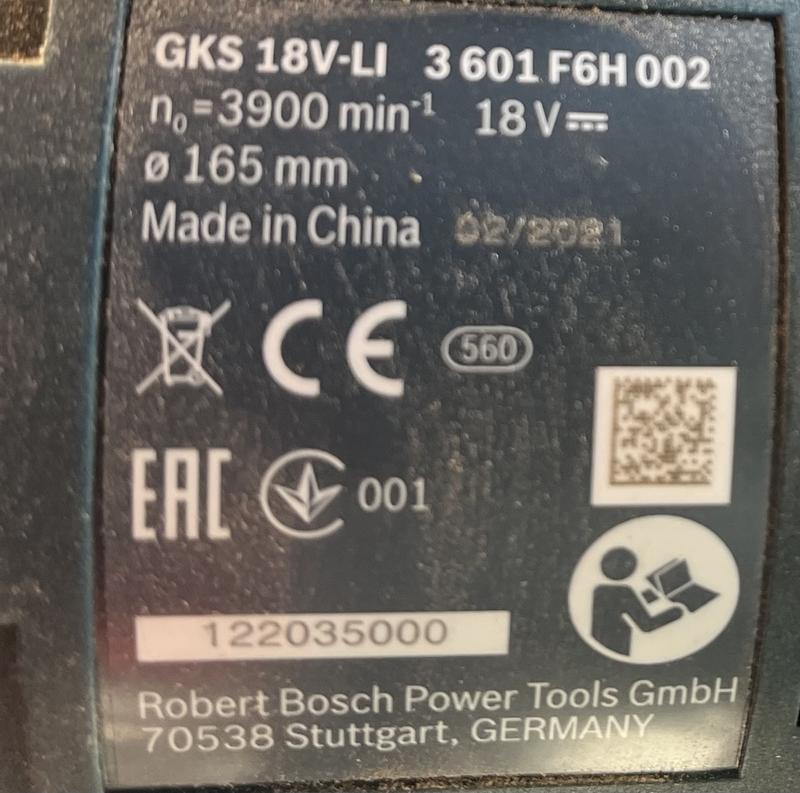 GKS 18V-LI 3 601 F6H 002
n₀=3900 min⁻¹ 18 V⎓
ø 165 mm
Made in China 02/2021
CE 560
EAC 001
122035000
Robert Bosch Power Tools GmbH
70538 Stuttgart, GERMANY